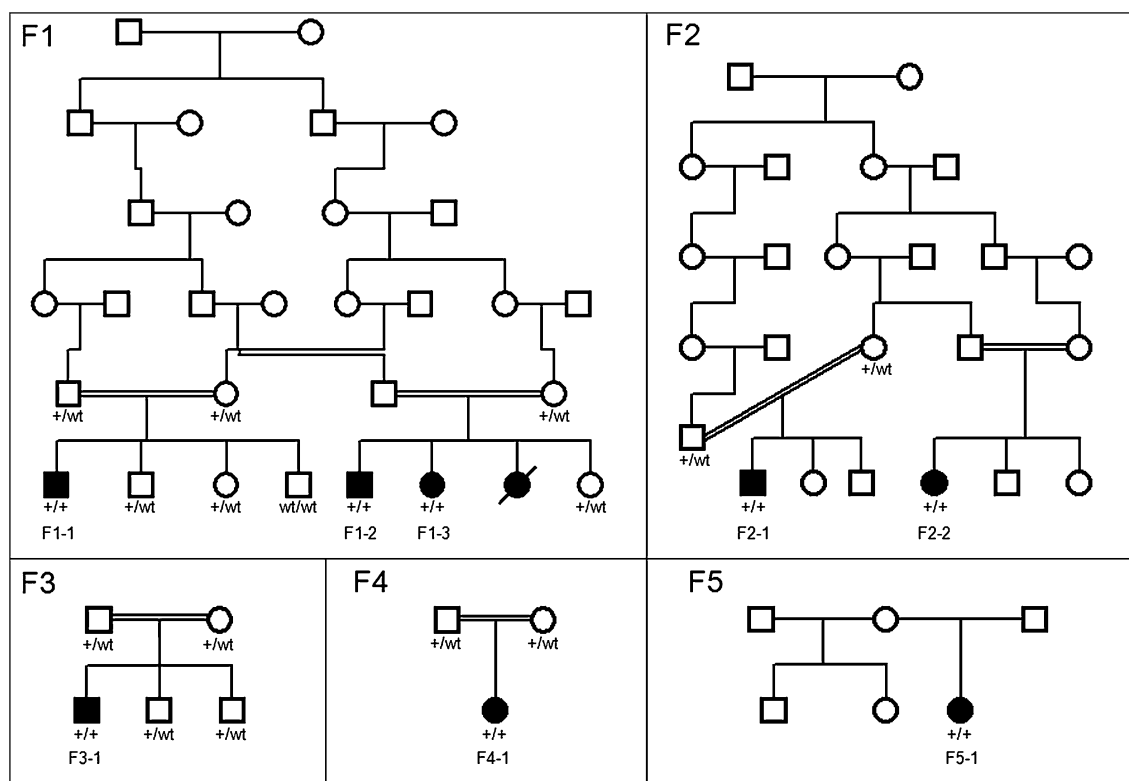 F1
+/wt +/wt +/wt
+/+ +/wt +/wt wt/wt +/+ +/+ +/wt
F1-1 F1-2 F1-3
F2
+/wt
+/wt
+/+ +/+
F2-1 F2-2
F3
+/wt +/wt
+/+ +/wt +/wt
F3-1
F4
+/wt +/wt
+/+
F4-1
F5
+/+
F5-1